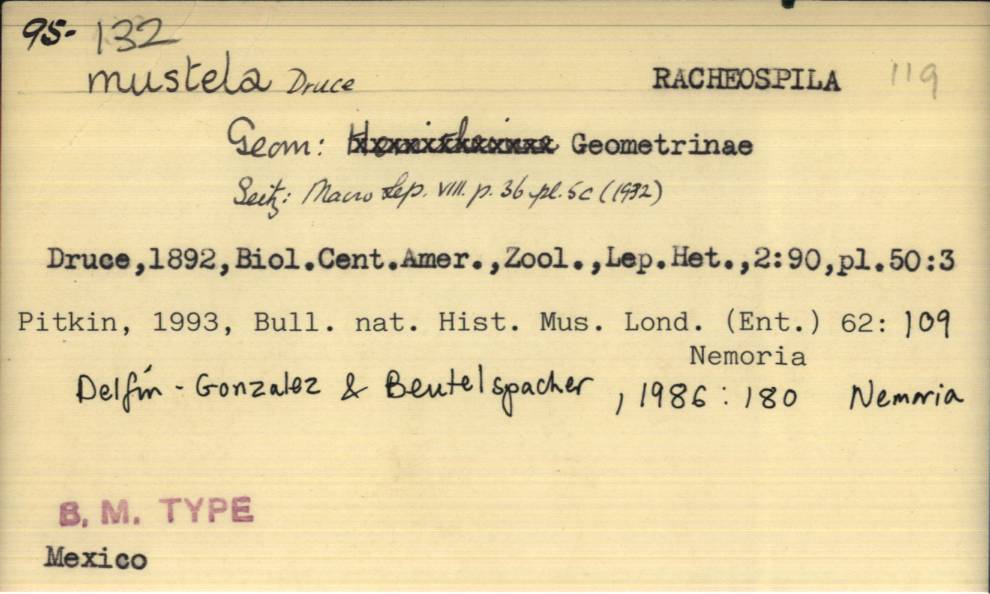 95- 132
mustela Druce RACHEOSPILA 119
Geom: Geometrinae
Seitz: Macro Lep. VIII. p. 36 pl. 5c (1932)
Druce,1892,Biol.Cent.Amer.,Zool.,Lep.Het.,2:90,pl.50:3
Pitkin, 1993, Bull. nat. Hist. Mus. Lond. (Ent.) 62: 109
Nemoria
Delfín - Gonzalez & Beutelspacher , 1986 : 180 Nemoria
B. M. TYPE
Mexico